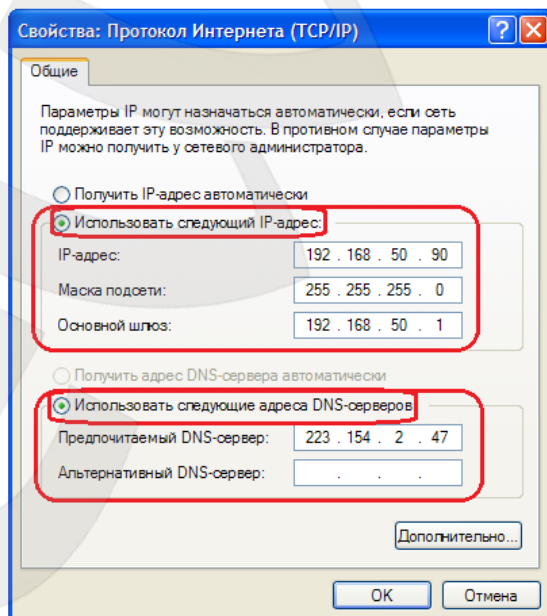 Свойства: Протокол Интернета (TCP/IP)
Общие
Параметры IP могут назначаться автоматически, если сеть
поддерживает эту возможность. В противном случае параметры
IP можно получить у сетевого администратора.
Получить IP-адрес автоматически
Использовать следующий IP-адрес:
IP-адрес: 192 . 168 . 50 . 90
Маска подсети: 255 . 255 . 255 . 0
Основной шлюз: 192 . 168 . 50 . 1
Получить адрес DNS-сервера автоматически
Использовать следующие адреса DNS-серверов
Предпочитаемый DNS-сервер: 223 . 154 . 2 . 47
Альтернативный DNS-сервер: . . .
Дополнительно...
OK Отмена